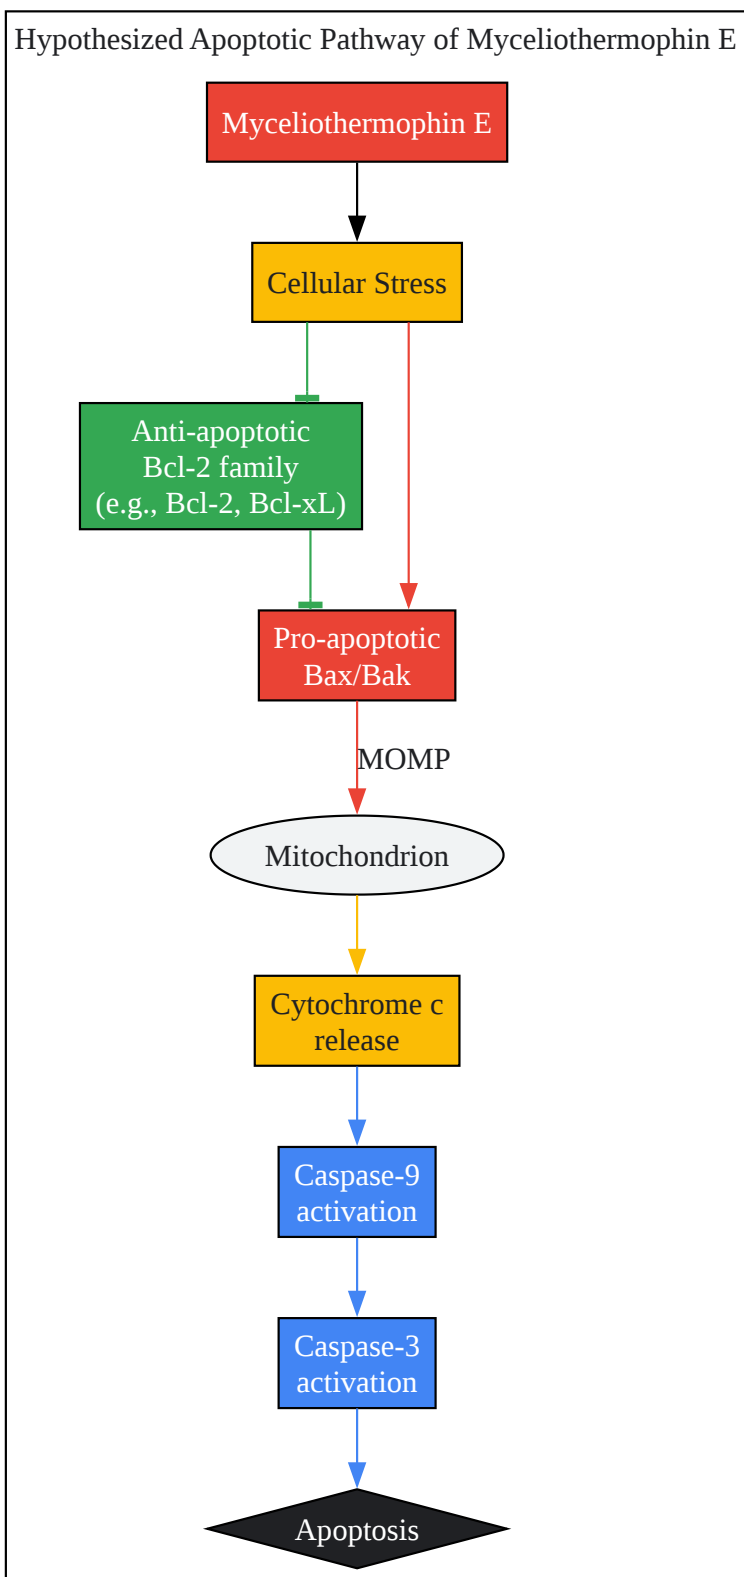 Hypothesized Apoptotic Pathway of Myceliothermophin E
Myceliothermophin E
Cellular Stress
Anti-apoptotic
Bcl-2 family
(e.g., Bcl-2, Bcl-xL)
Pro-apoptotic
Bax/Bak
MOMP
Mitochondrion
Cytochrome c
release
Caspase-9
activation
Caspase-3
activation
Apoptosis